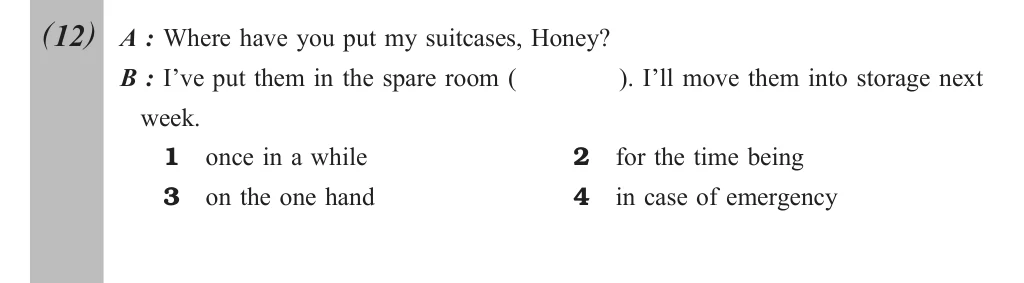 (12) A : Where have you put my suitcases, Honey?
B : I’ve put them in the spare room (          ). I’ll move them into storage next
week.
1 once in a while 2 for the time being
3 on the one hand 4 in case of emergency